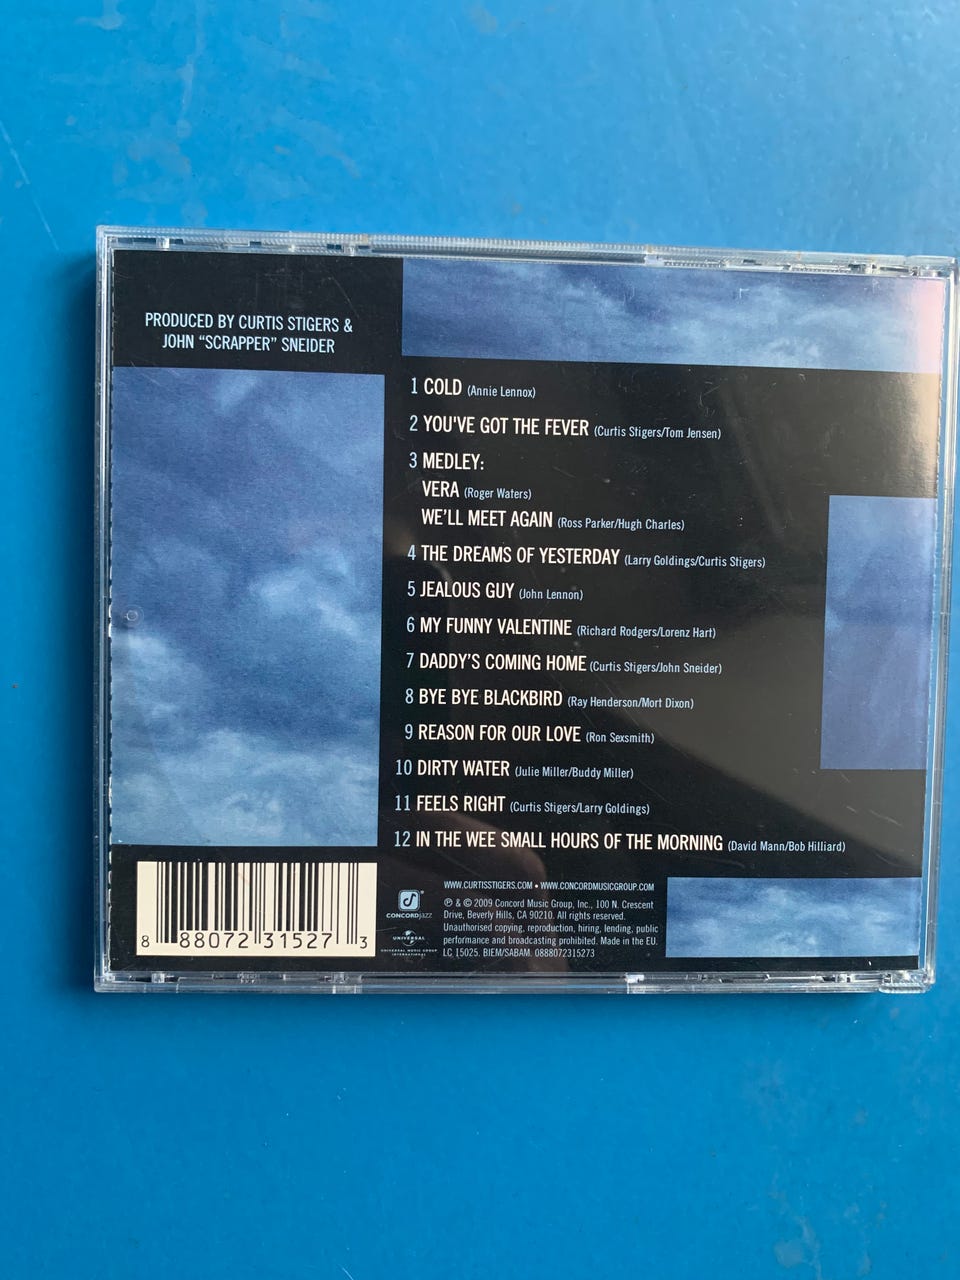 PRODUCED BY CURTIS STIGERS &
JOHN “SCRAPPER” SNEIDER
1 COLD (Annie Lennox)
2 YOU'VE GOT THE FEVER (Curtis Stigers/Tom Jensen)
3 MEDLEY:
VERA (Roger Waters)
WE'LL MEET AGAIN (Ross Parker/Hugh Charles)
4 THE DREAMS OF YESTERDAY (Larry Goldings/Curtis Stigers)
5 JEALOUS GUY (John Lennon)
6 MY FUNNY VALENTINE (Richard Rodgers/Lorenz Hart)
7 DADDY'S COMING HOME (Curtis Stigers/John Sneider)
8 BYE BYE BLACKBIRD (Ray Henderson/Mort Dixon)
9 REASON FOR OUR LOVE (Ron Sexsmith)
10 DIRTY WATER (Julie Miller/Buddy Miller)
11 FEELS RIGHT (Curtis Stigers/Larry Goldings)
12 IN THE WEE SMALL HOURS OF THE MORNING (David Mann/Bob Hilliard)
8 88072 31527 3
CONCORDjazz
UNIVERSAL
UNIVERSAL MUSIC GROUP
INTERNATIONAL
WWW.CURTISSTIGERS.COM • WWW.CONCORDMUSICGROUP.COM
℗ & © 2009 Concord Music Group, Inc., 100 N. Crescent
Drive, Beverly Hills, CA 90210. All rights reserved.
Unauthorised copying, reproduction, hiring, lending, public
performance and broadcasting prohibited. Made in the EU.
LC 15025. BIEM/SABAM. 0888072315273